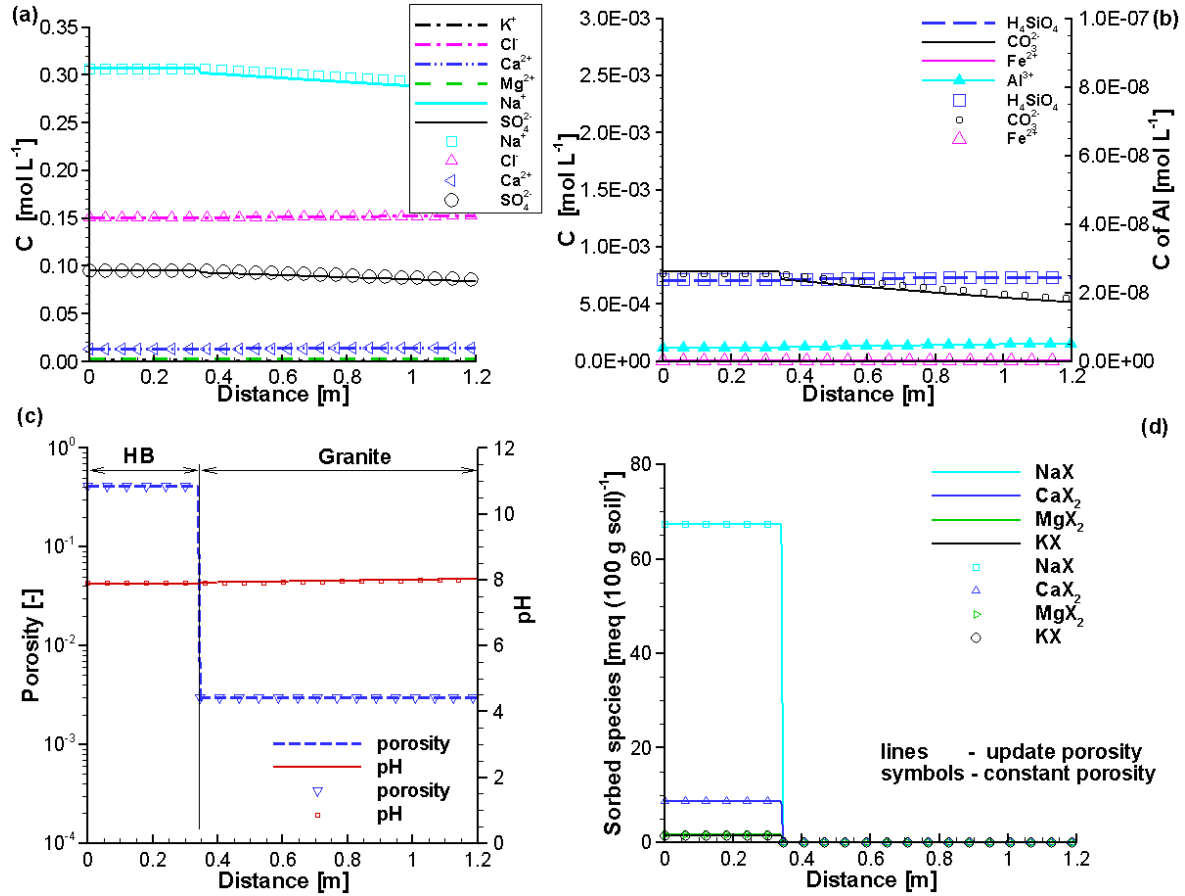 (a)
0.35
0.30
0.25
0.20
0.15
0.10
0.05
0.00
C [mol L⁻¹]
0 0.2 0.4 0.6 0.8 1 1.2
Distance [m]
K⁺
Cl⁻
Ca²⁺
Mg²⁺
Na⁺
SO₄²⁻
Na⁺
Cl⁻
Ca²⁺
SO₄²⁻
(b)
3.0E-03
2.5E-03
2.0E-03
1.5E-03
1.0E-03
5.0E-04
0.0E+00
C [mol L⁻¹]
0 0.2 0.4 0.6 0.8 1 1.2
Distance [m]
H₄SiO₄
CO₃²⁻
Fe²⁺
Al³⁺
H₄SiO₄
CO₃²⁻
Fe²⁺
1.0E-07
8.0E-08
6.0E-08
4.0E-08
2.0E-08
0.0E+00
C of Al [mol L⁻¹]
(c)
HB
Granite
10⁰
10⁻¹
10⁻²
10⁻³
10⁻⁴
Porosity [-]
12
10
8
6
4
2
0
pH
porosity
pH
porosity
pH
0 0.2 0.4 0.6 0.8 1 1.2
Distance [m]
(d)
80
60
40
20
0
Sorbed species [meq (100 g soil)⁻¹]
NaX
CaX₂
MgX₂
KX
NaX
CaX₂
MgX₂
KX
lines - update porosity
symbols - constant porosity
0 0.2 0.4 0.6 0.8 1 1.2
Distance [m]